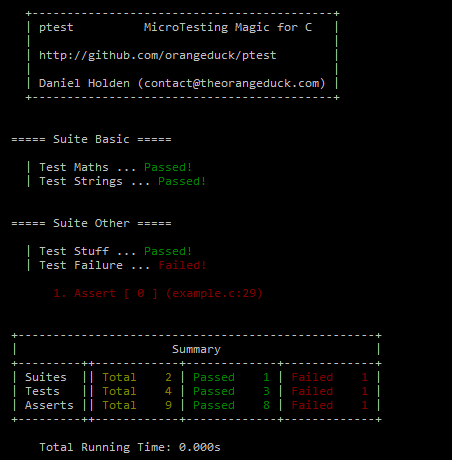 ptest MicroTesting Magic for C
http://github.com/orangeduck/ptest
Daniel Holden (contact@theorangeduck.com)
===== Suite Basic =====
| Test Maths ... Passed!
| Test Strings ... Passed!
===== Suite Other =====
| Test Stuff ... Passed!
| Test Failure ... Failed!
1. Assert [ 0 ] (example.c:29)
Summary
| Suites || Total 2 | Passed 1 | Failed 1 |
| Tests || Total 4 | Passed 3 | Failed 1 |
| Asserts || Total 9 | Passed 8 | Failed 1 |
Total Running Time: 0.000s